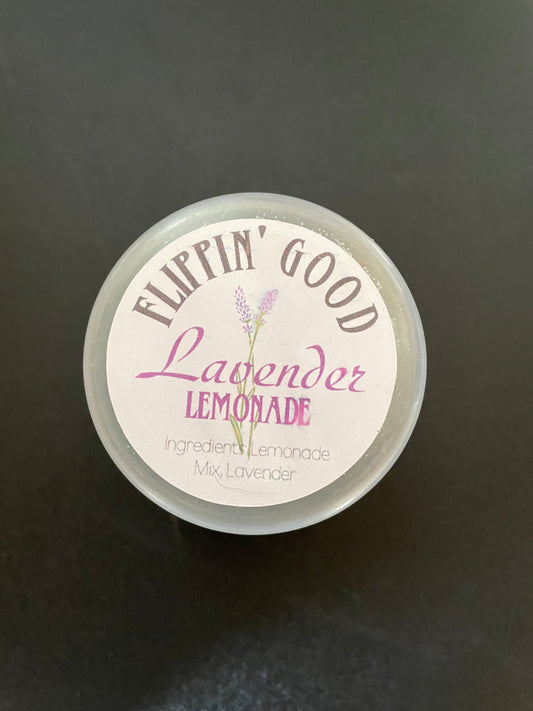 FLIPPIN' GOOD
Lavender
LEMONADE
Ingredients: Lemonade
Mix, Lavender